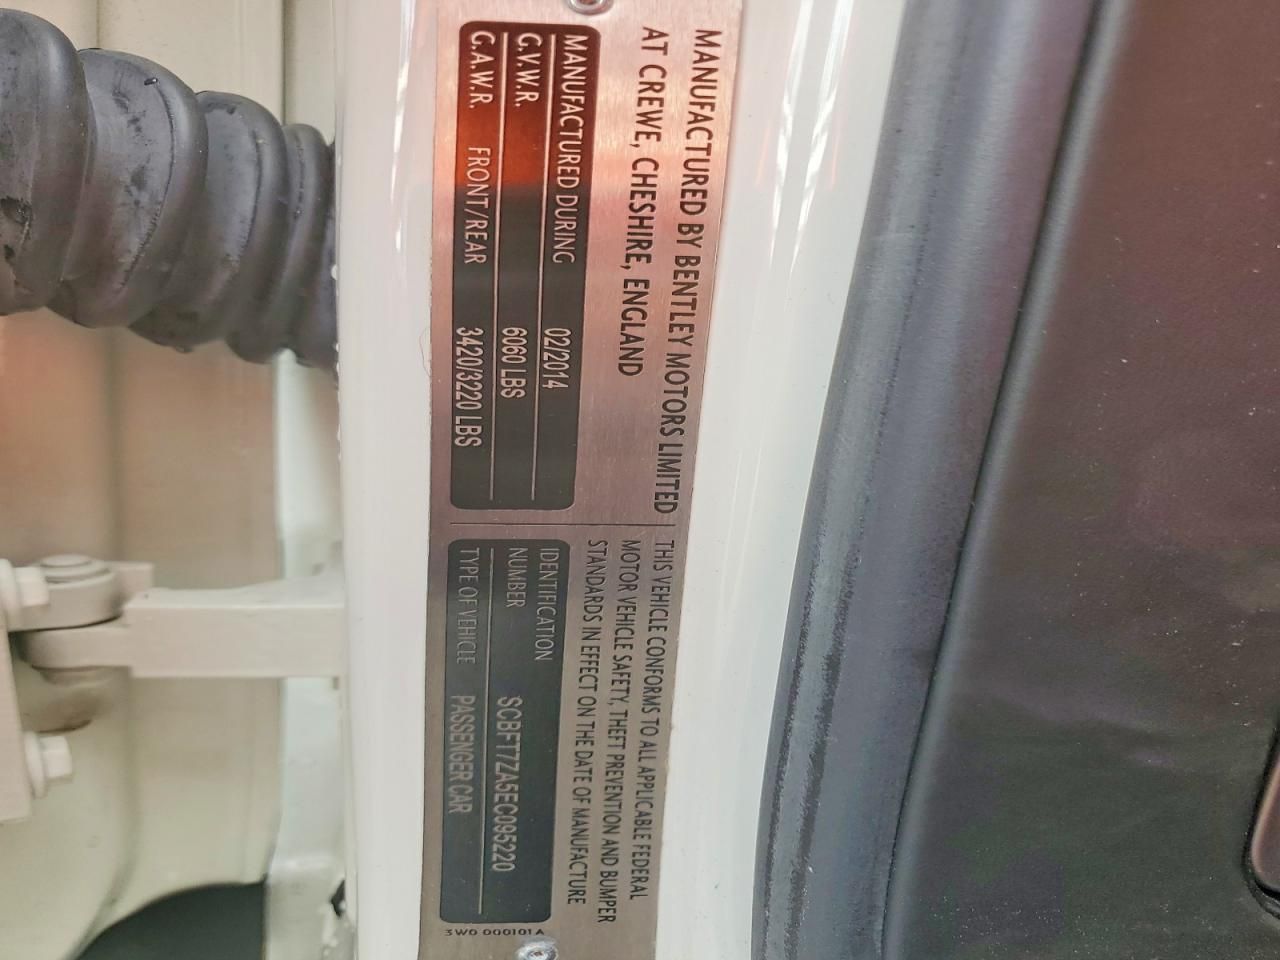 MANUFACTURED BY BENTLEY MOTORS LIMITED
AT CREWE, CHESHIRE, ENGLAND
MANUFACTURED DURING 02/2014
G.V.W.R. 6060 LBS
G.A.W.R. FRONT/REAR 3420/3220 LBS
THIS VEHICLE CONFORMS TO ALL APPLICABLE FEDERAL
MOTOR VEHICLE SAFETY, THEFT PREVENTION AND BUMPER
STANDARDS IN EFFECT ON THE DATE OF MANUFACTURE
IDENTIFICATION
NUMBER SCBFT7ZA5EC095220
TYPE OF VEHICLE PASSENGER CAR
3W0 000101A